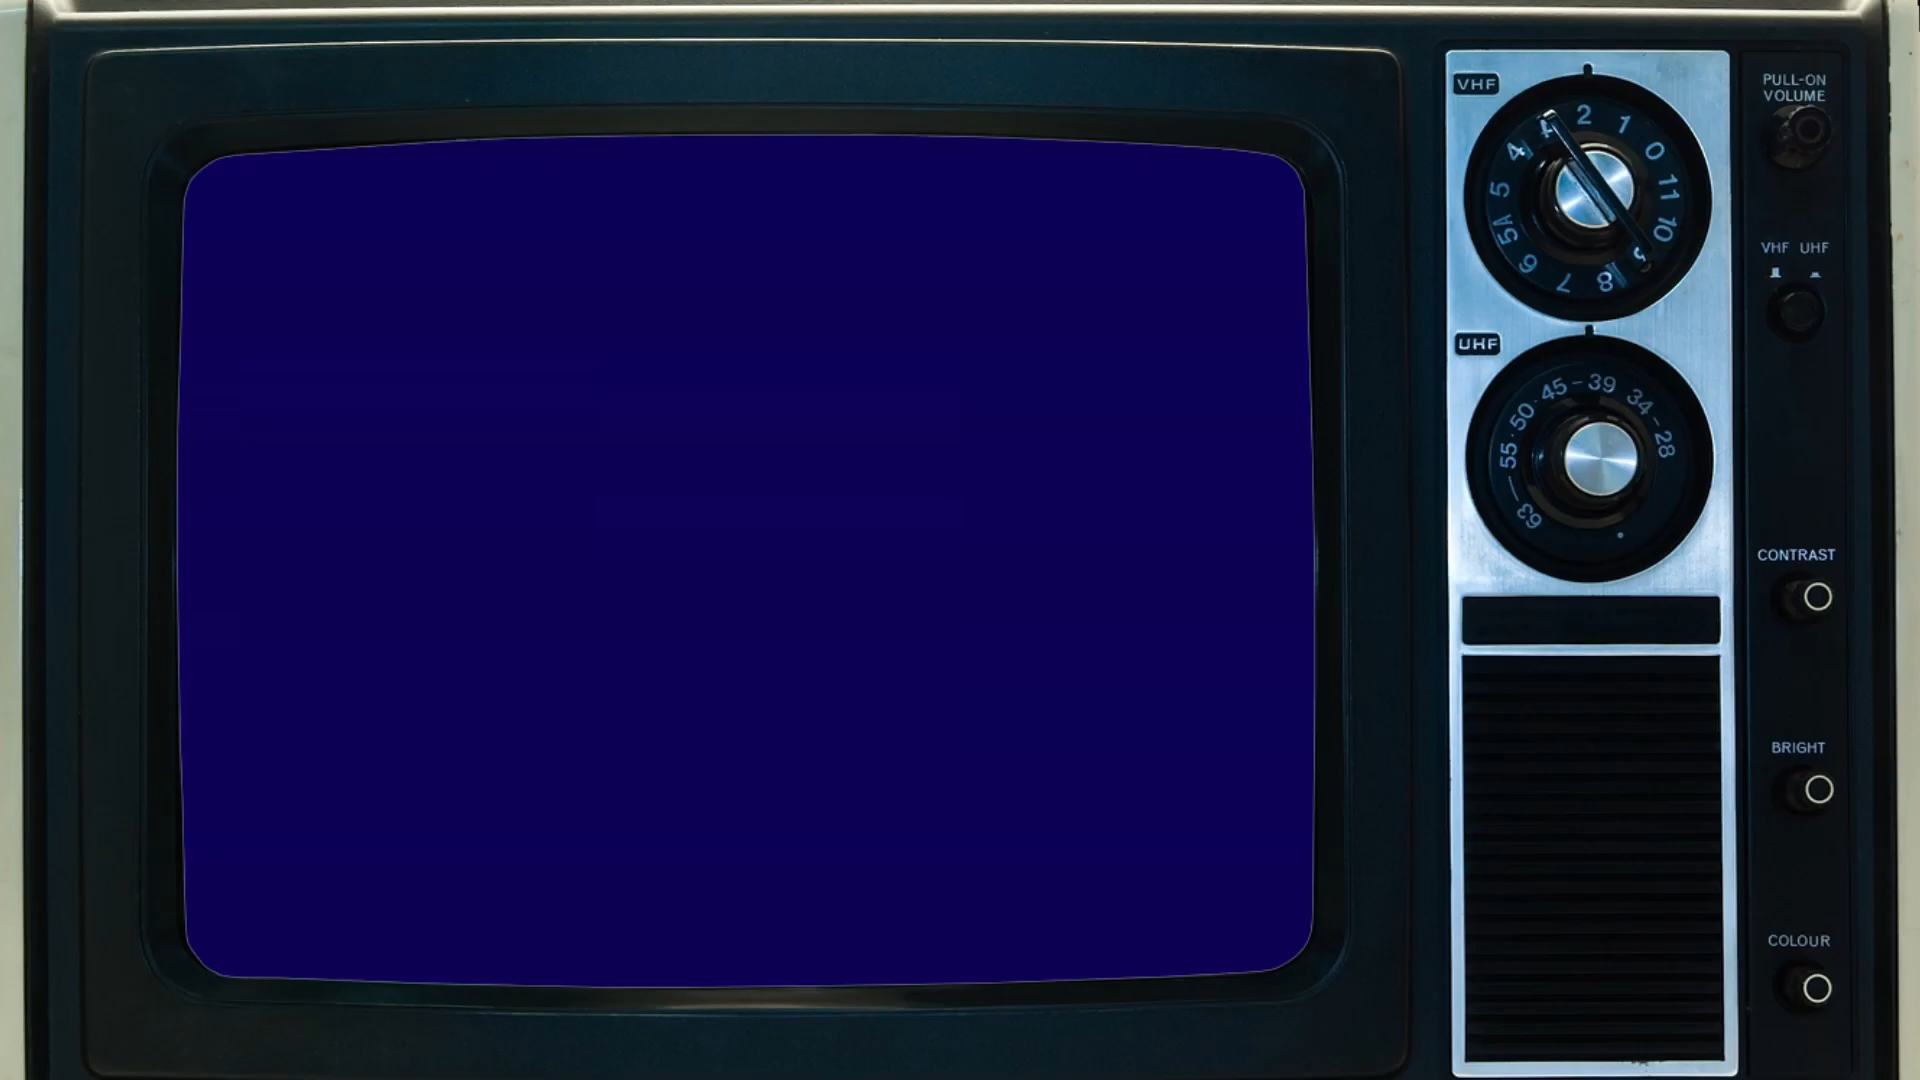 VHF
2
1
0
11
10
8
7
6
5A
5
4
UHF
63—55·50·45–39 34–28
PULL-ON
VOLUME
VHF UHF
CONTRAST
BRIGHT
COLOUR